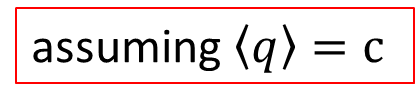 assuming ⟨q⟩ = c